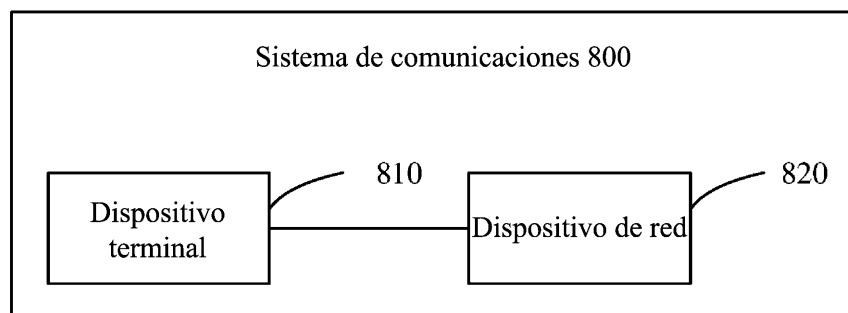 Sistema de comunicaciones 800
810
820
Dispositivo
terminal
Dispositivo de red